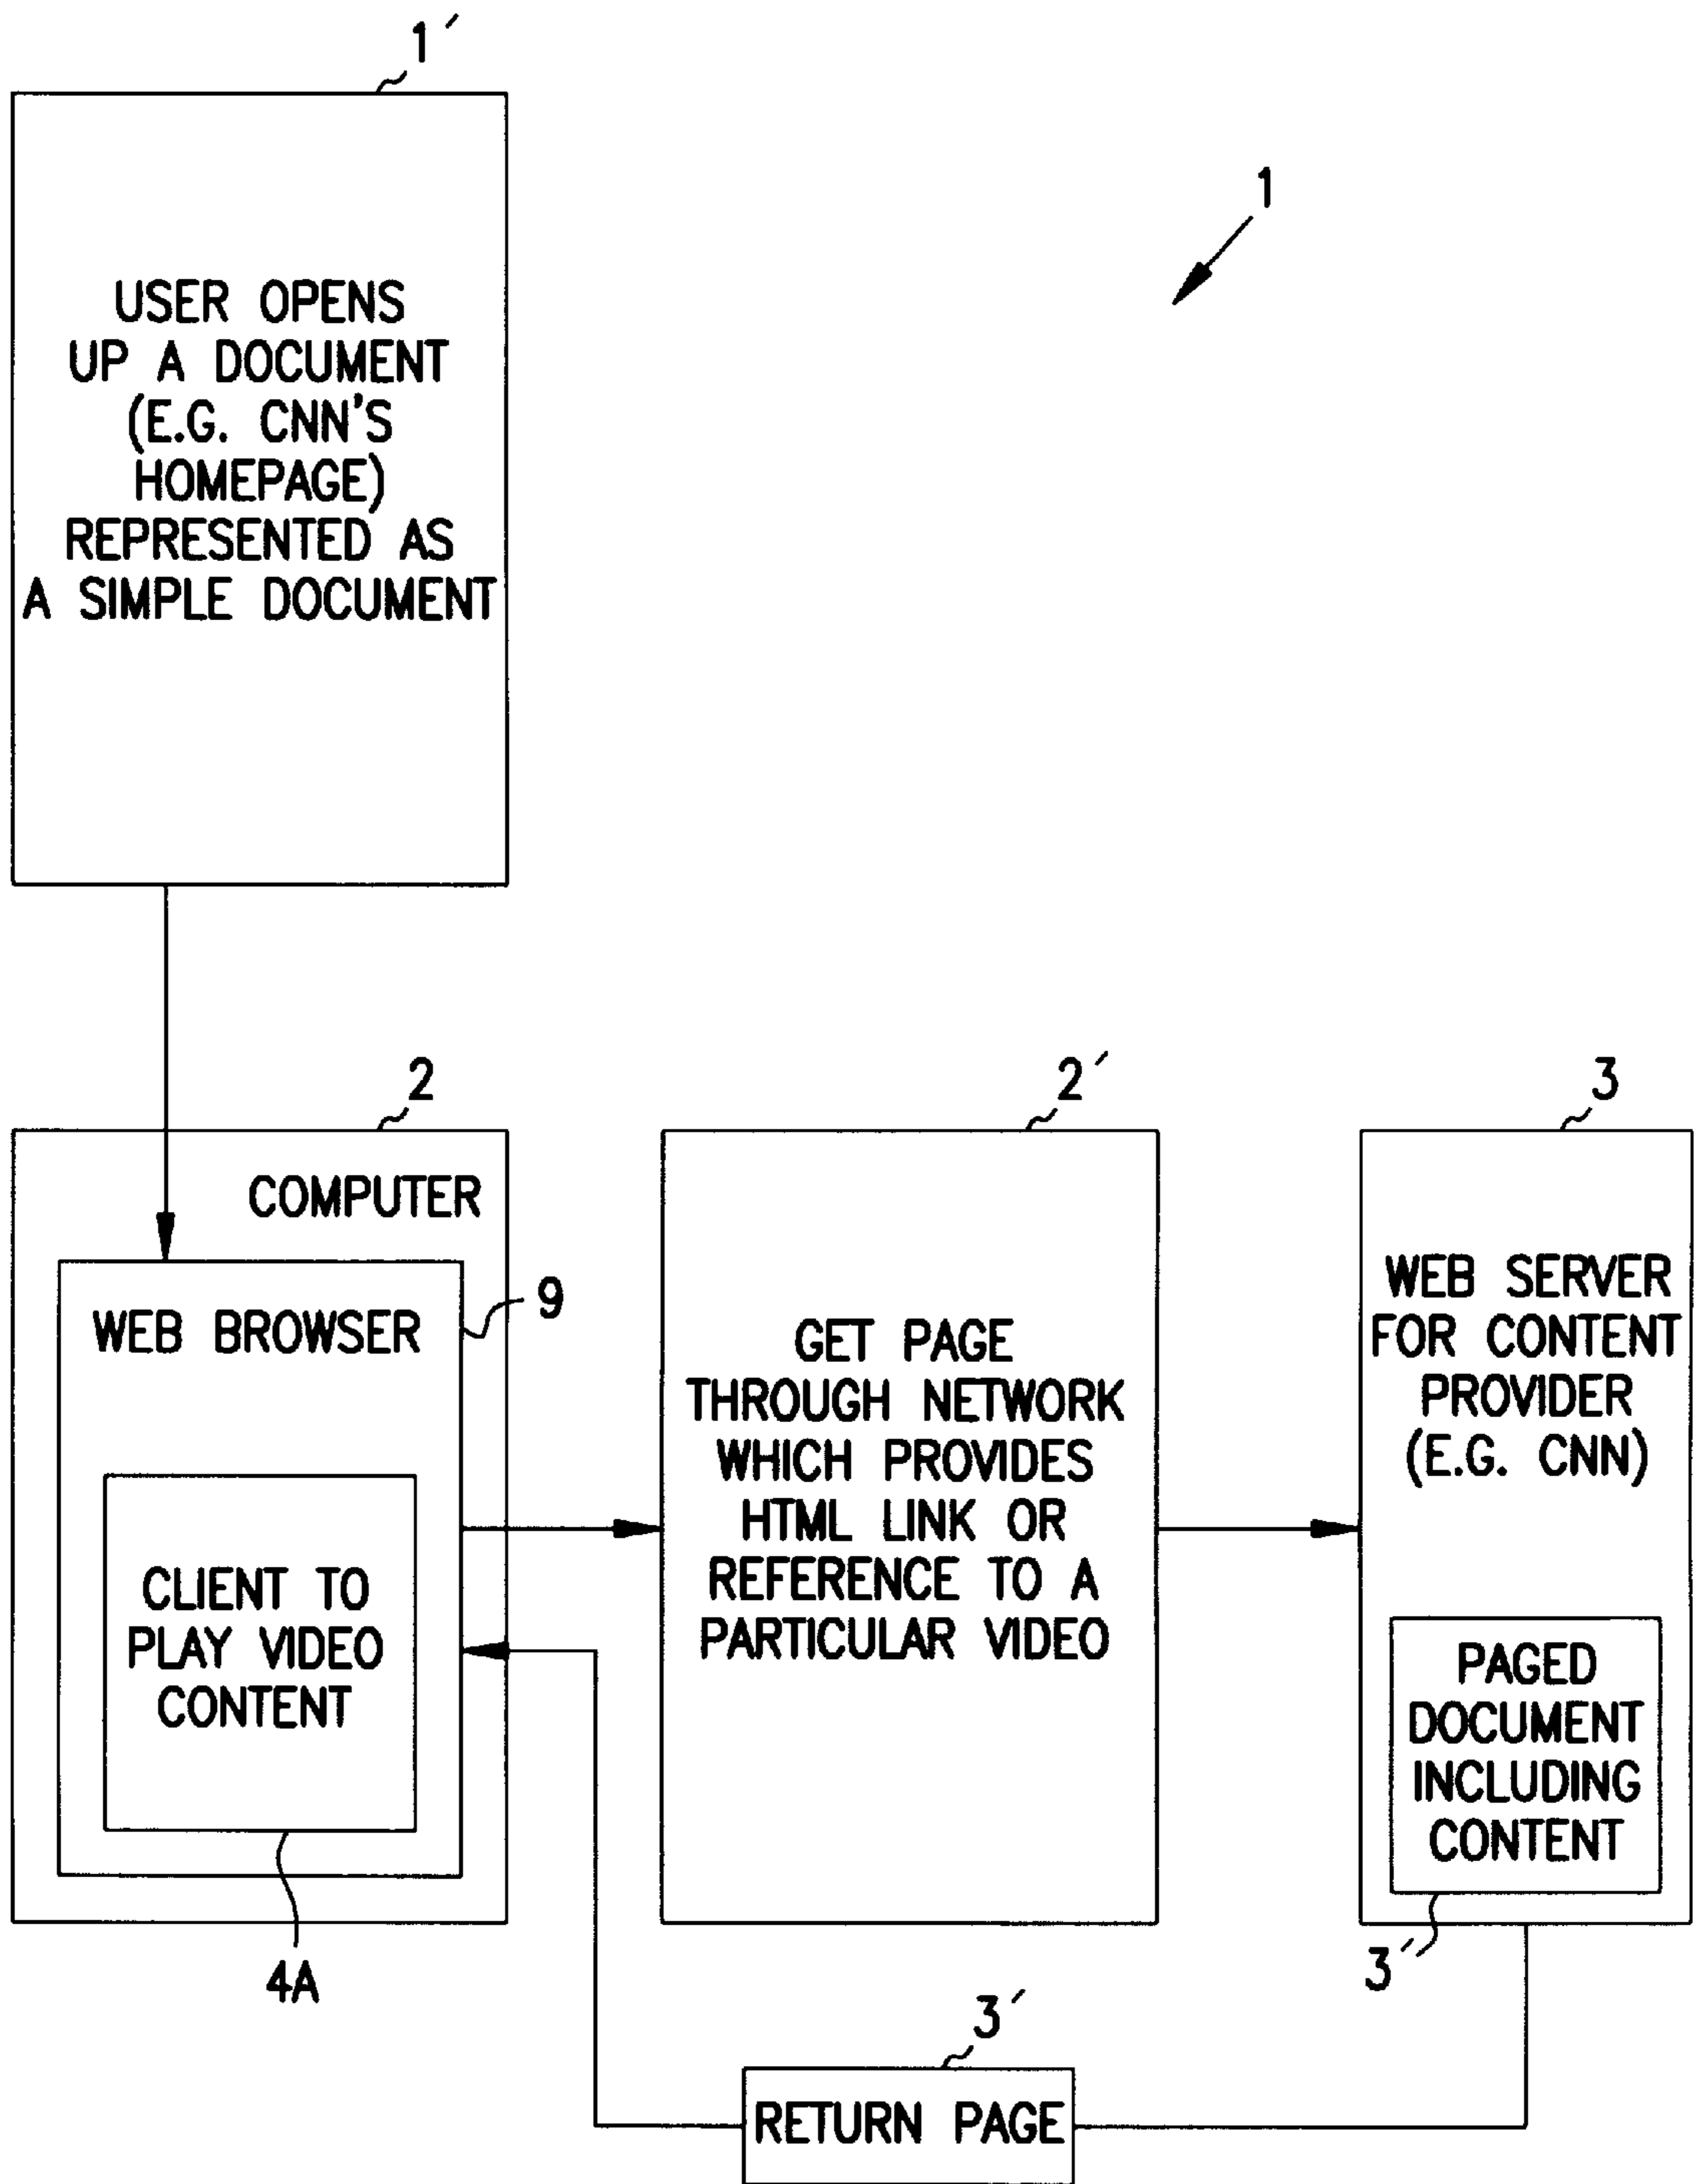 1´
USER OPENS
UP A DOCUMENT
(E.G. CNN'S
HOMEPAGE)
REPRESENTED AS
A SIMPLE DOCUMENT
1
2
COMPUTER
WEB BROWSER
9
CLIENT TO
PLAY VIDEO
CONTENT
4A
2´
GET PAGE
THROUGH NETWORK
WHICH PROVIDES
HTML LINK OR
REFERENCE TO A
PARTICULAR VIDEO
3
WEB SERVER
FOR CONTENT
PROVIDER
(E.G. CNN)
PAGED
DOCUMENT
INCLUDING
CONTENT
3´´
3´
RETURN PAGE